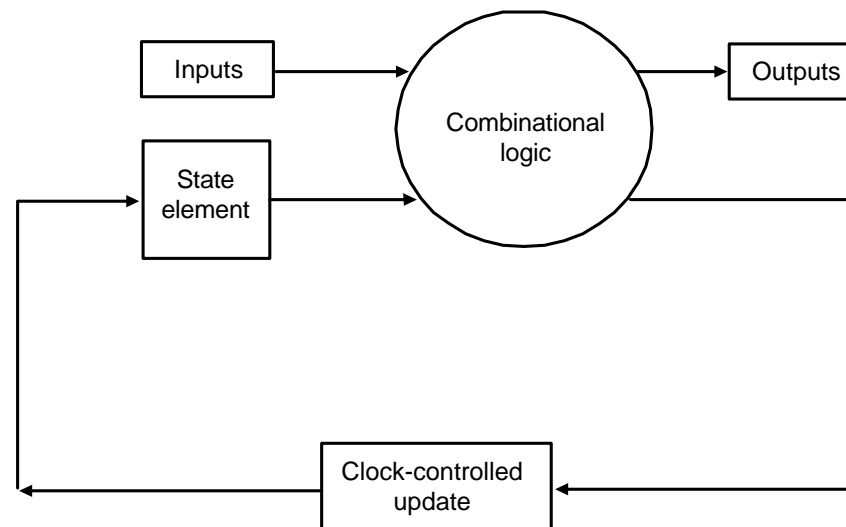 Inputs
Outputs
Combinational
logic
State
element
Clock-controlled
update